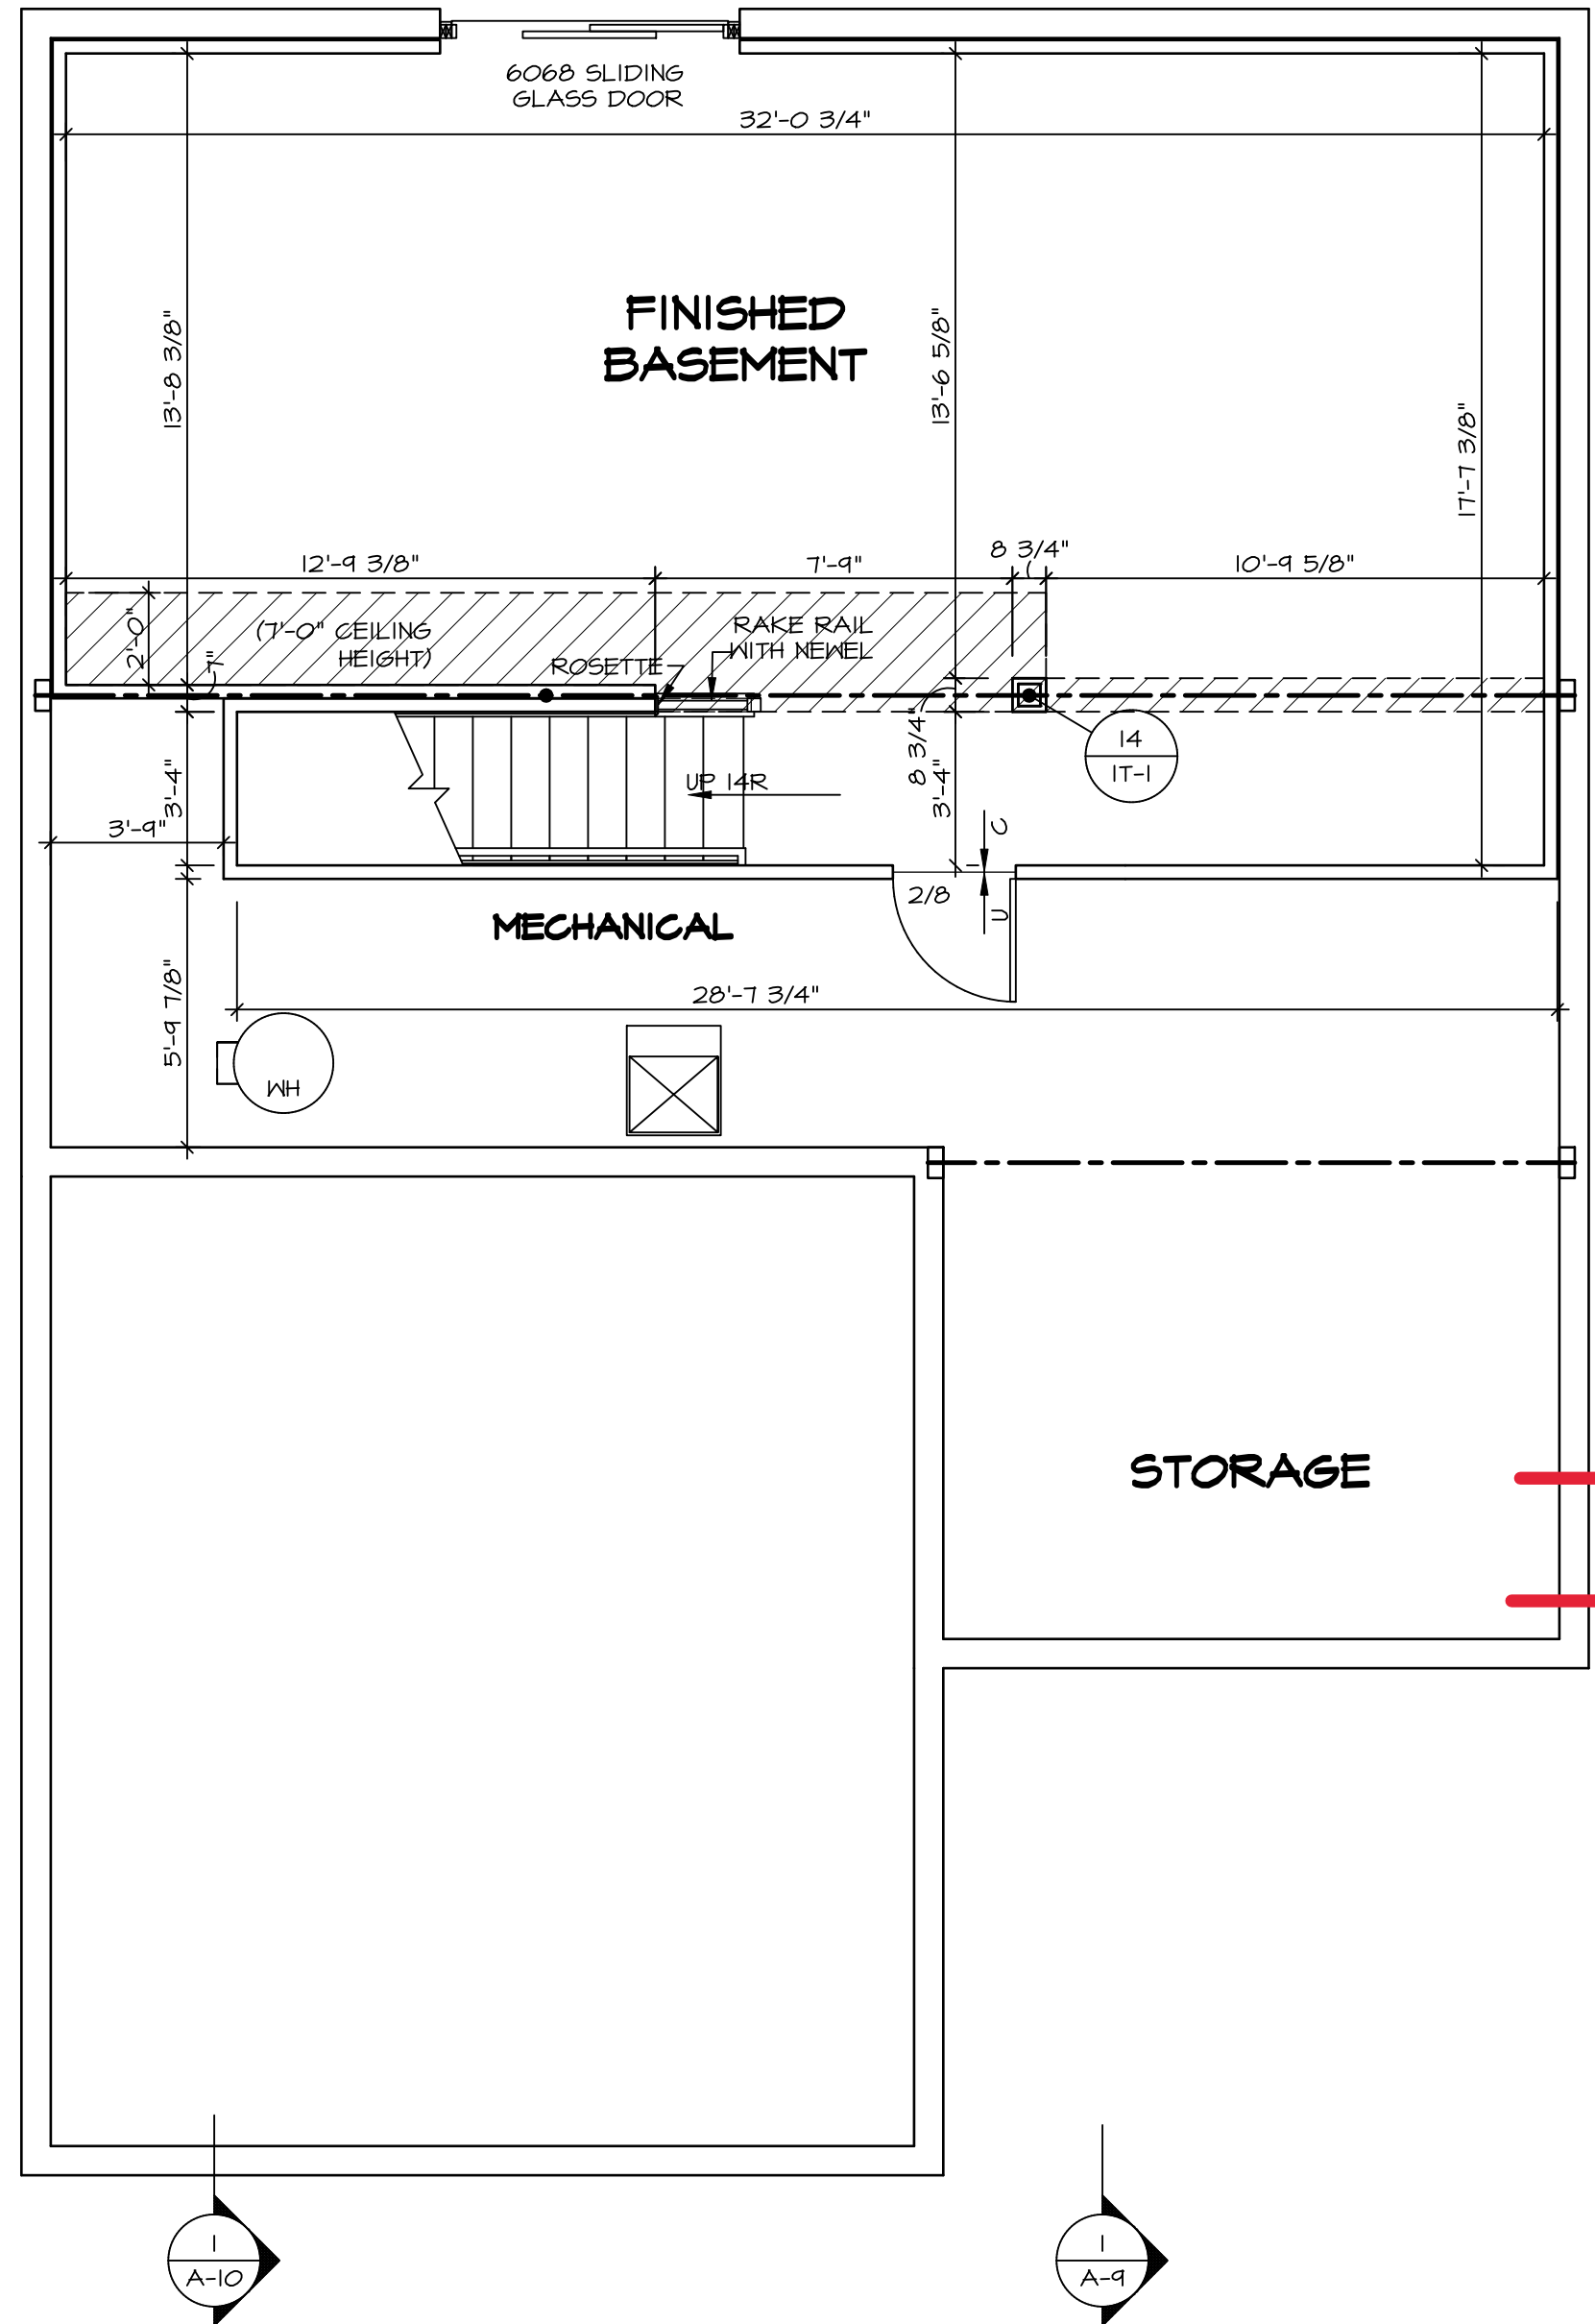 6068 SLIDING
GLASS DOOR
32'-0 3/4"
FINISHED
BASEMENT
13'-8 3/8"
13'-6 5/8"
17'-7 3/8"
12'-9 3/8"
7'-9"
8 3/4"
10'-9 5/8"
2'-0"
7"
(7'-0" CEILING
HEIGHT)
ROSETTE
RAKE RAIL
WITH NEWEL
8 3/4"
14
1T-1
UP 14R
3'-4"
3'-4"
3'-9"
C
2/8
U
MECHANICAL
28'-7 3/4"
5'-9 7/8"
WH
STORAGE
1
A-10
1
A-9